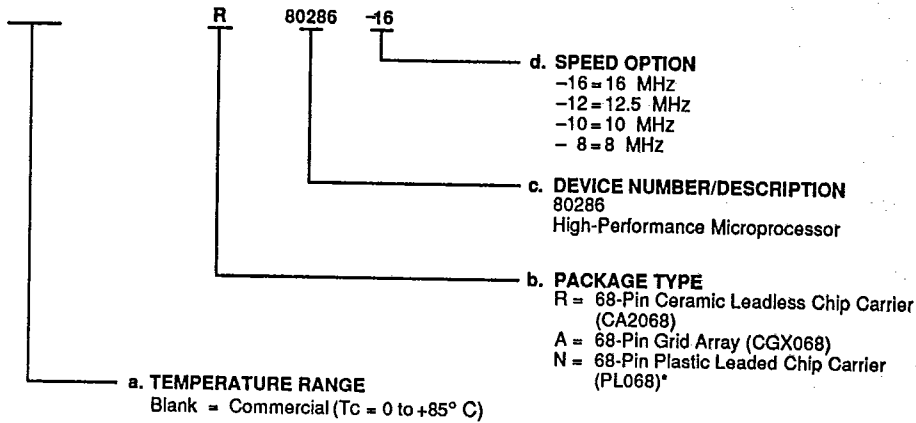 R 80286 -16
d. SPEED OPTION
-16=16 MHz
-12=12.5 MHz
-10=10 MHz
- 8=8 MHz
c. DEVICE NUMBER/DESCRIPTION
80286
High-Performance Microprocessor
b. PACKAGE TYPE
R = 68-Pin Ceramic Leadless Chip Carrier
(CA2068)
A = 68-Pin Grid Array (CGX068)
N = 68-Pin Plastic Leaded Chip Carrier
(PL068)*
a. TEMPERATURE RANGE
Blank = Commercial (Tc = 0 to +85° C)